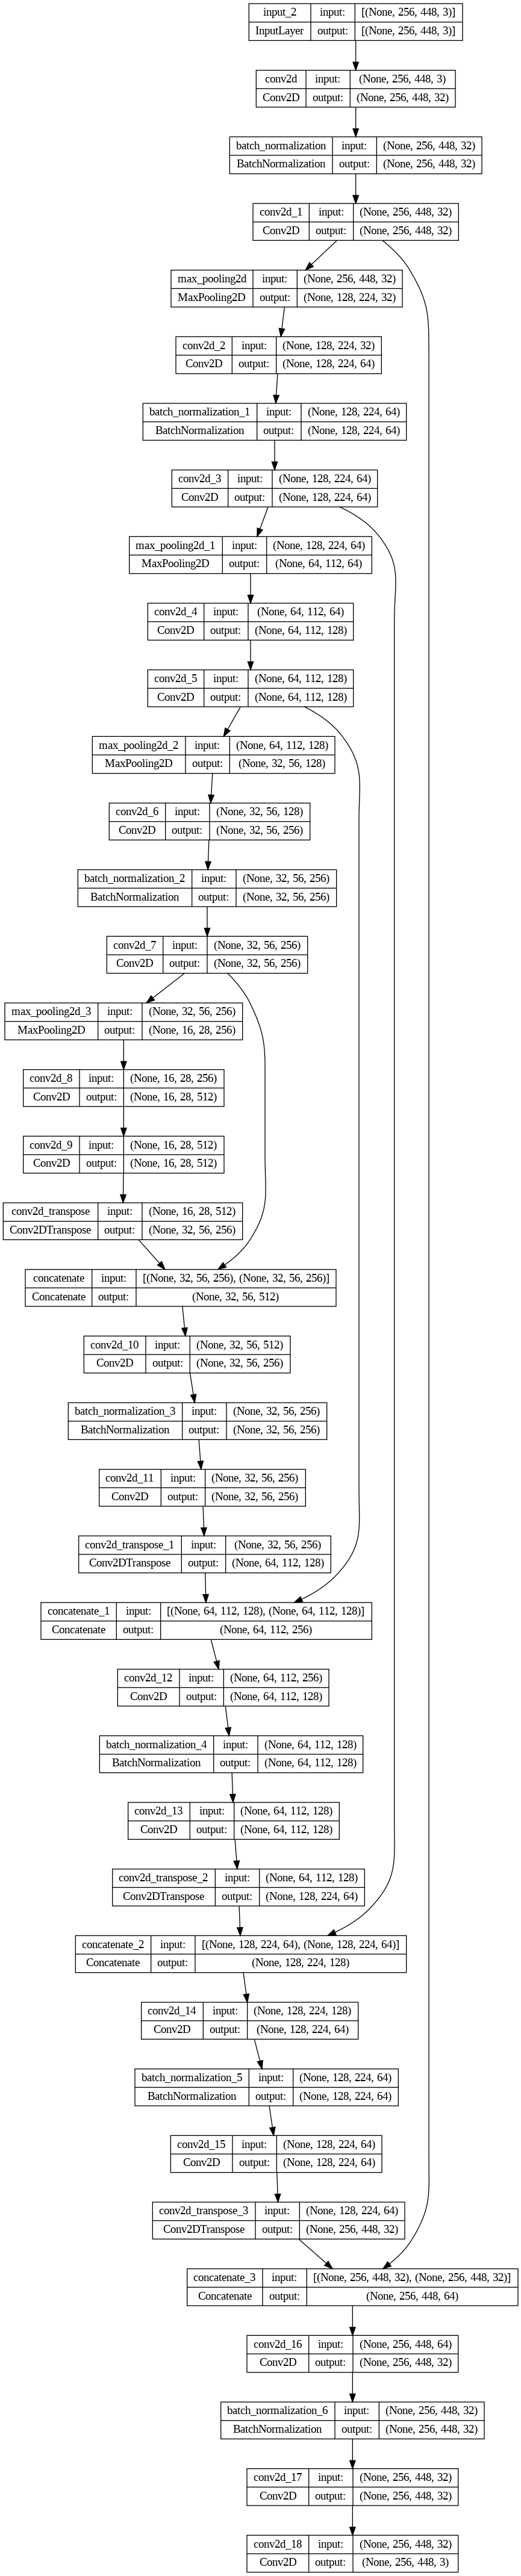 input_2 input: [(None, 256, 448, 3)]
InputLayer output: [(None, 256, 448, 3)]
conv2d input: (None, 256, 448, 3)
Conv2D output: (None, 256, 448, 32)
batch_normalization input: (None, 256, 448, 32)
BatchNormalization output: (None, 256, 448, 32)
conv2d_1 input: (None, 256, 448, 32)
Conv2D output: (None, 256, 448, 32)
max_pooling2d input: (None, 256, 448, 32)
MaxPooling2D output: (None, 128, 224, 32)
conv2d_2 input: (None, 128, 224, 32)
Conv2D output: (None, 128, 224, 64)
batch_normalization_1 input: (None, 128, 224, 64)
BatchNormalization output: (None, 128, 224, 64)
conv2d_3 input: (None, 128, 224, 64)
Conv2D output: (None, 128, 224, 64)
max_pooling2d_1 input: (None, 128, 224, 64)
MaxPooling2D output: (None, 64, 112, 64)
conv2d_4 input: (None, 64, 112, 64)
Conv2D output: (None, 64, 112, 128)
conv2d_5 input: (None, 64, 112, 128)
Conv2D output: (None, 64, 112, 128)
max_pooling2d_2 input: (None, 64, 112, 128)
MaxPooling2D output: (None, 32, 56, 128)
conv2d_6 input: (None, 32, 56, 128)
Conv2D output: (None, 32, 56, 256)
batch_normalization_2 input: (None, 32, 56, 256)
BatchNormalization output: (None, 32, 56, 256)
conv2d_7 input: (None, 32, 56, 256)
Conv2D output: (None, 32, 56, 256)
max_pooling2d_3 input: (None, 32, 56, 256)
MaxPooling2D output: (None, 16, 28, 256)
conv2d_8 input: (None, 16, 28, 256)
Conv2D output: (None, 16, 28, 512)
conv2d_9 input: (None, 16, 28, 512)
Conv2D output: (None, 16, 28, 512)
conv2d_transpose input: (None, 16, 28, 512)
Conv2DTranspose output: (None, 32, 56, 256)
concatenate input: [(None, 32, 56, 256), (None, 32, 56, 256)]
Concatenate output: (None, 32, 56, 512)
conv2d_10 input: (None, 32, 56, 512)
Conv2D output: (None, 32, 56, 256)
batch_normalization_3 input: (None, 32, 56, 256)
BatchNormalization output: (None, 32, 56, 256)
conv2d_11 input: (None, 32, 56, 256)
Conv2D output: (None, 32, 56, 256)
conv2d_transpose_1 input: (None, 32, 56, 256)
Conv2DTranspose output: (None, 64, 112, 128)
concatenate_1 input: [(None, 64, 112, 128), (None, 64, 112, 128)]
Concatenate output: (None, 64, 112, 256)
conv2d_12 input: (None, 64, 112, 256)
Conv2D output: (None, 64, 112, 128)
batch_normalization_4 input: (None, 64, 112, 128)
BatchNormalization output: (None, 64, 112, 128)
conv2d_13 input: (None, 64, 112, 128)
Conv2D output: (None, 64, 112, 128)
conv2d_transpose_2 input: (None, 64, 112, 128)
Conv2DTranspose output: (None, 128, 224, 64)
concatenate_2 input: [(None, 128, 224, 64), (None, 128, 224, 64)]
Concatenate output: (None, 128, 224, 128)
conv2d_14 input: (None, 128, 224, 128)
Conv2D output: (None, 128, 224, 64)
batch_normalization_5 input: (None, 128, 224, 64)
BatchNormalization output: (None, 128, 224, 64)
conv2d_15 input: (None, 128, 224, 64)
Conv2D output: (None, 128, 224, 64)
conv2d_transpose_3 input: (None, 128, 224, 64)
Conv2DTranspose output: (None, 256, 448, 32)
concatenate_3 input: [(None, 256, 448, 32), (None, 256, 448, 32)]
Concatenate output: (None, 256, 448, 64)
conv2d_16 input: (None, 256, 448, 64)
Conv2D output: (None, 256, 448, 32)
batch_normalization_6 input: (None, 256, 448, 32)
BatchNormalization output: (None, 256, 448, 32)
conv2d_17 input: (None, 256, 448, 32)
Conv2D output: (None, 256, 448, 32)
conv2d_18 input: (None, 256, 448, 32)
Conv2D output: (None, 256, 448, 3)